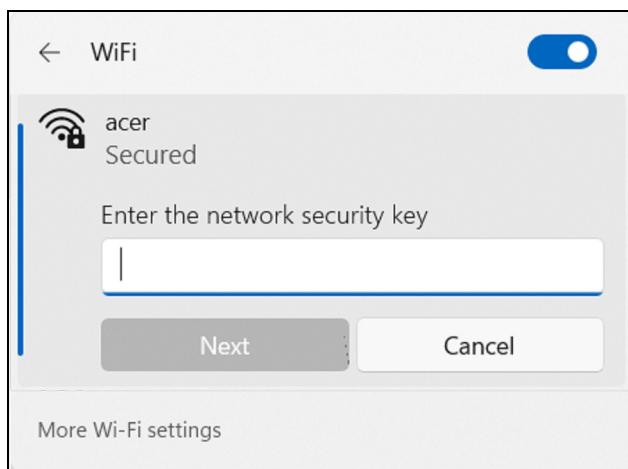 WiFi
acer
Secured
Enter the network security key
Next
Cancel
More Wi-Fi settings